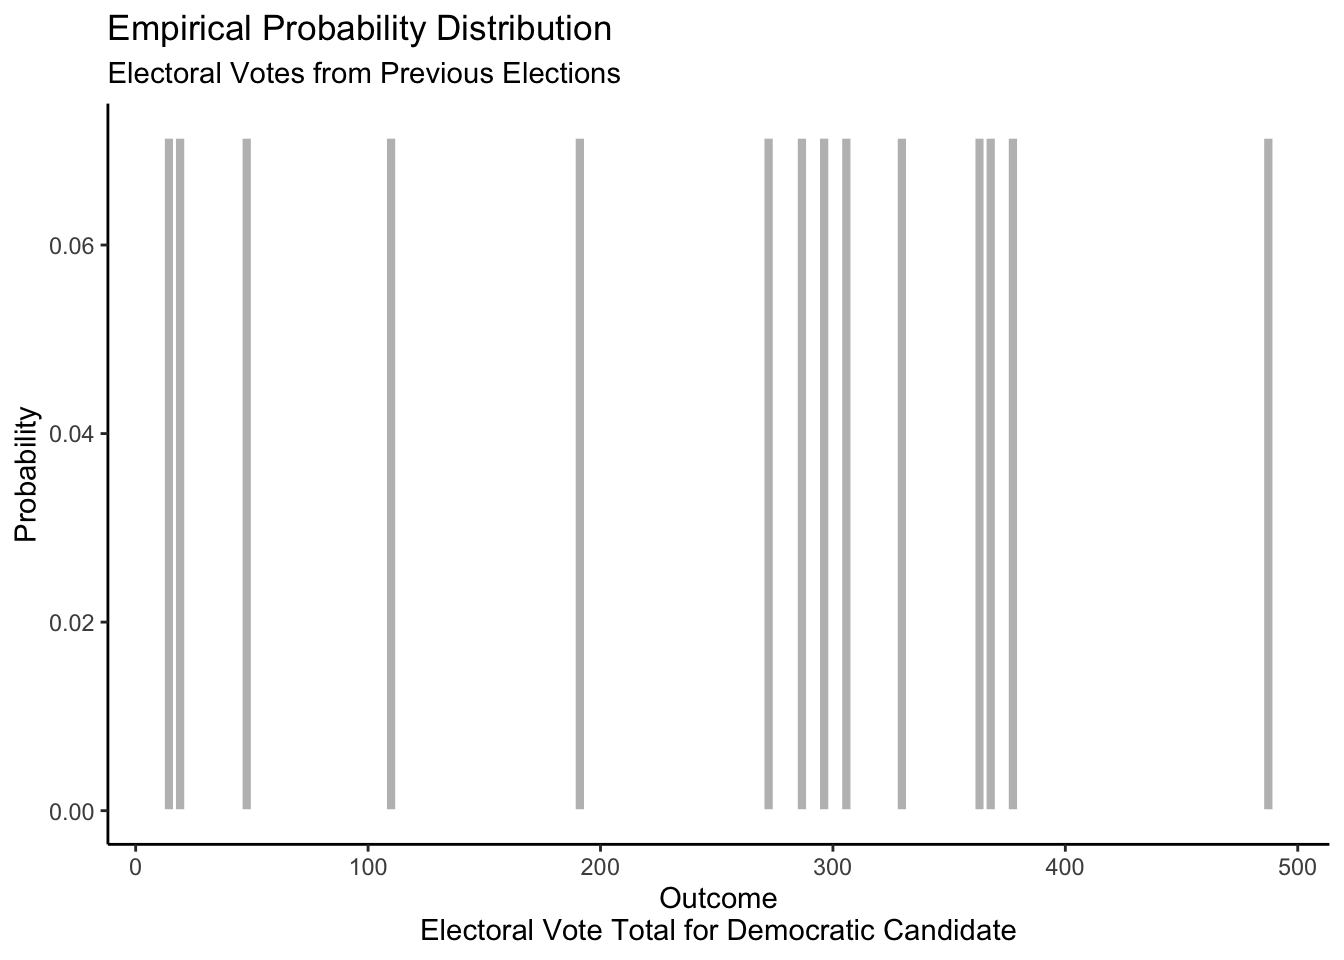 Empirical Probability Distribution
Electoral Votes from Previous Elections
Probability
0.06
0.04
0.02
0.00
0 100 200 300 400 500
Outcome
Electoral Vote Total for Democratic Candidate